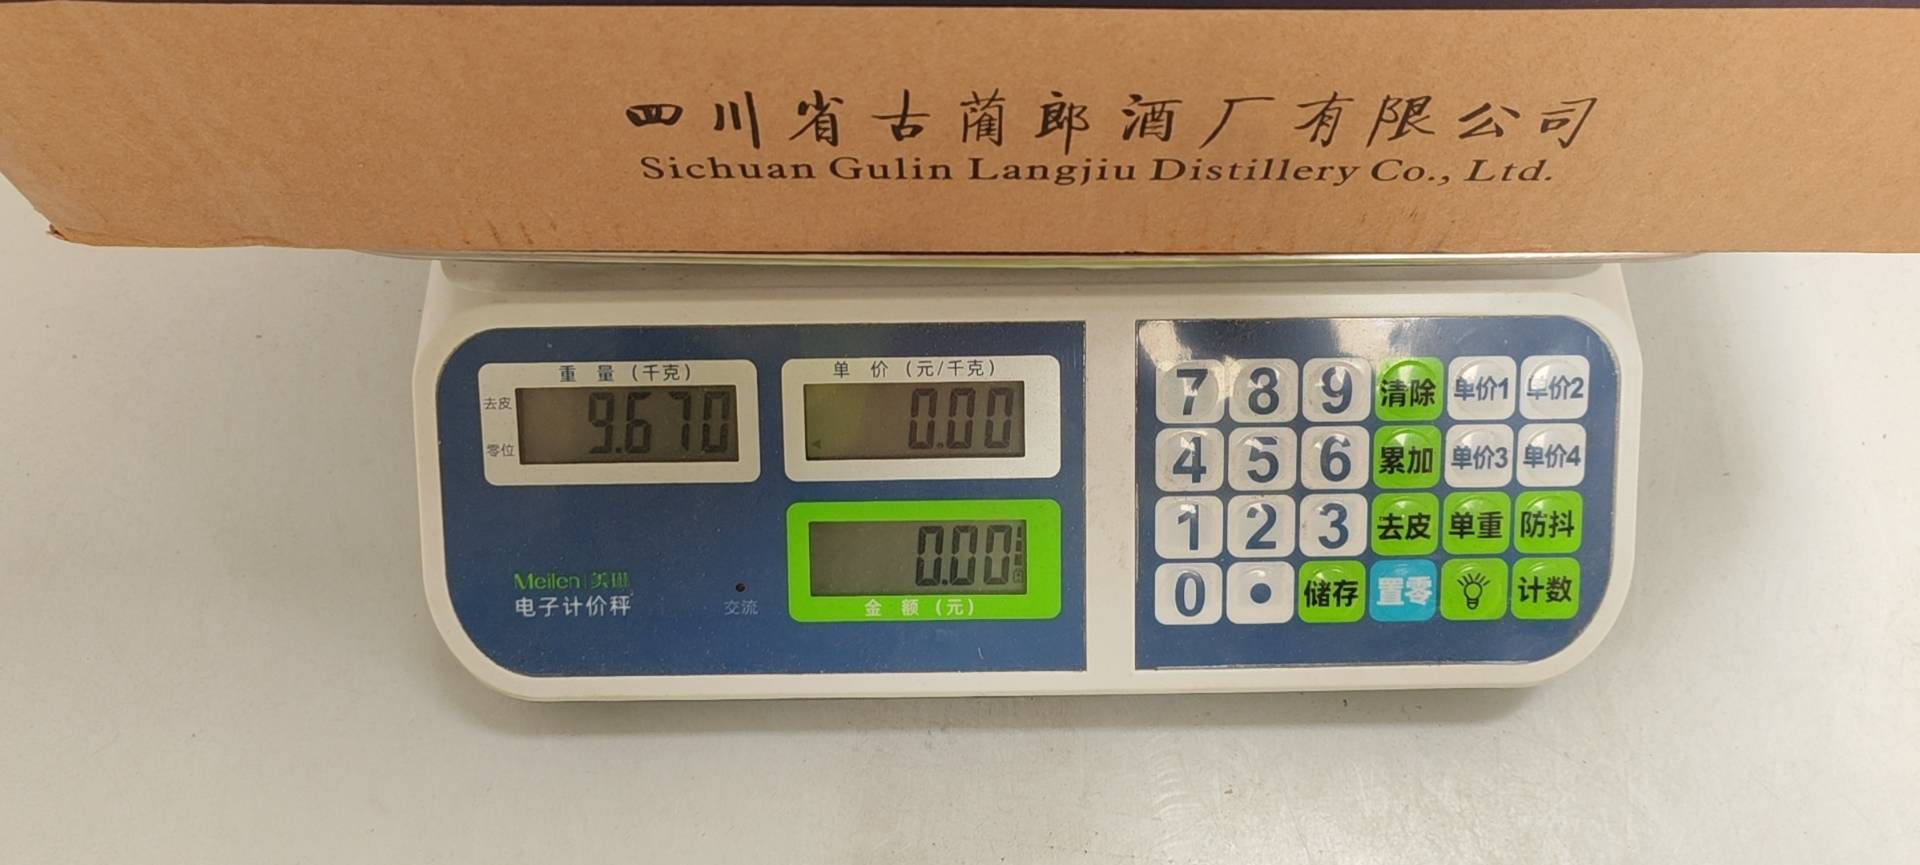 四川省古蔺郎酒厂有限公司
Sichuan Gulin Langjiu Distillery Co., Ltd.
重 量 (千克)
去皮
零位
9.670
单 价 (元/千克)
0.00
0.00
金 额 (元)
Meilen|美琳
电子计价秤
交流
7 8 9 清除 单价1 单价2
4 5 6 累加 单价3 单价4
1 2 3 去皮 单重 防抖
0 • 储存 置零 计数